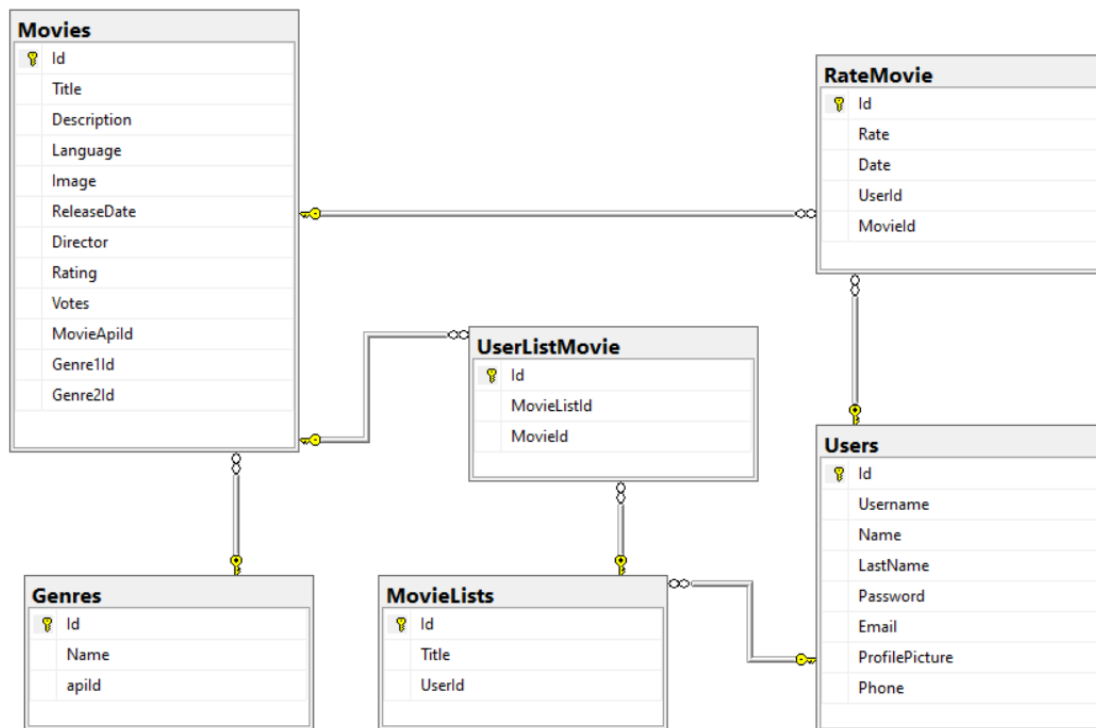 Movies
Id
Title
Description
Language
Image
ReleaseDate
Director
Rating
Votes
MovieApiId
Genre1Id
Genre2Id
RateMovie
Id
Rate
Date
UserId
MovieId
UserListMovie
Id
MovieListId
MovieId
Users
Id
Username
Name
LastName
Password
Email
ProfilePicture
Phone
Genres
Id
Name
apiId
MovieLists
Id
Title
UserId